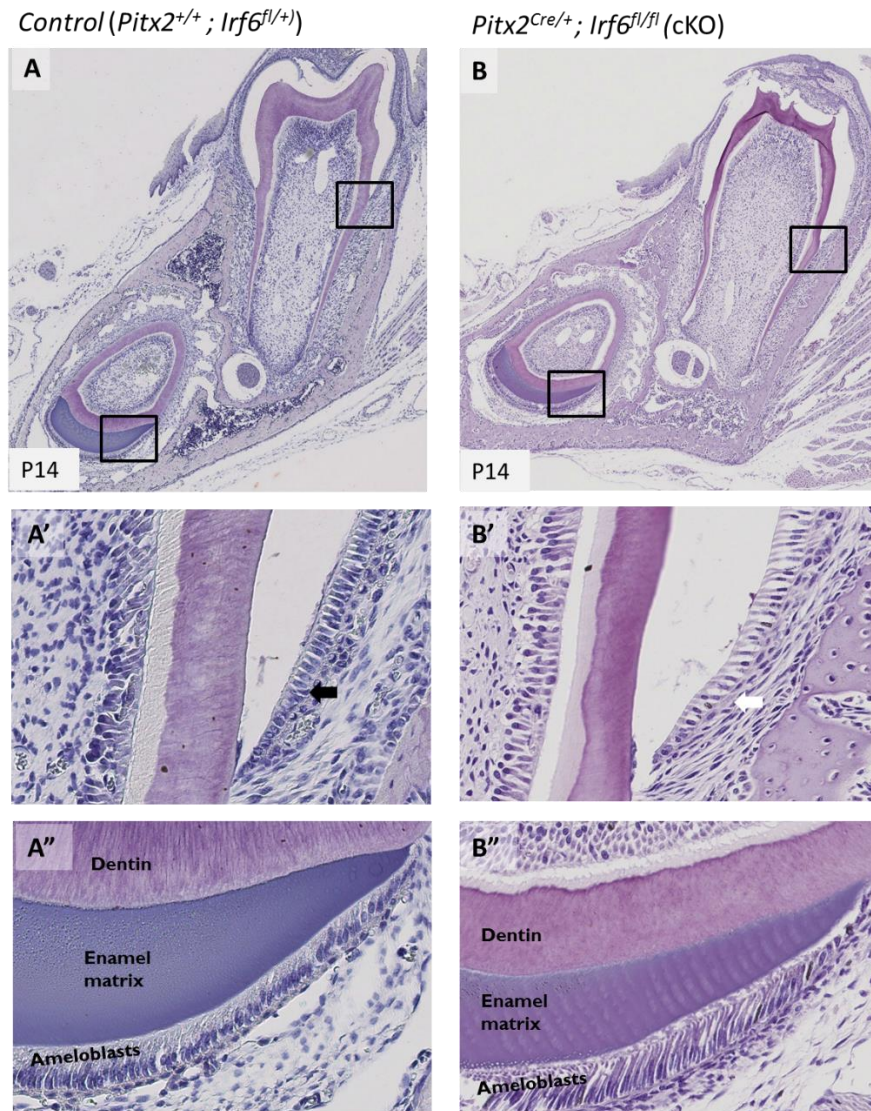 Control (Pitx2+/+ ; Irf6fl/+))
Pitx2Cre/+; Irf6fl/fl (cKO)
A
B
P14
P14
A’
B’
A”
B”
Dentin
Enamel
matrix
Ameloblasts
Dentin
Enamel
matrix
Ameloblasts